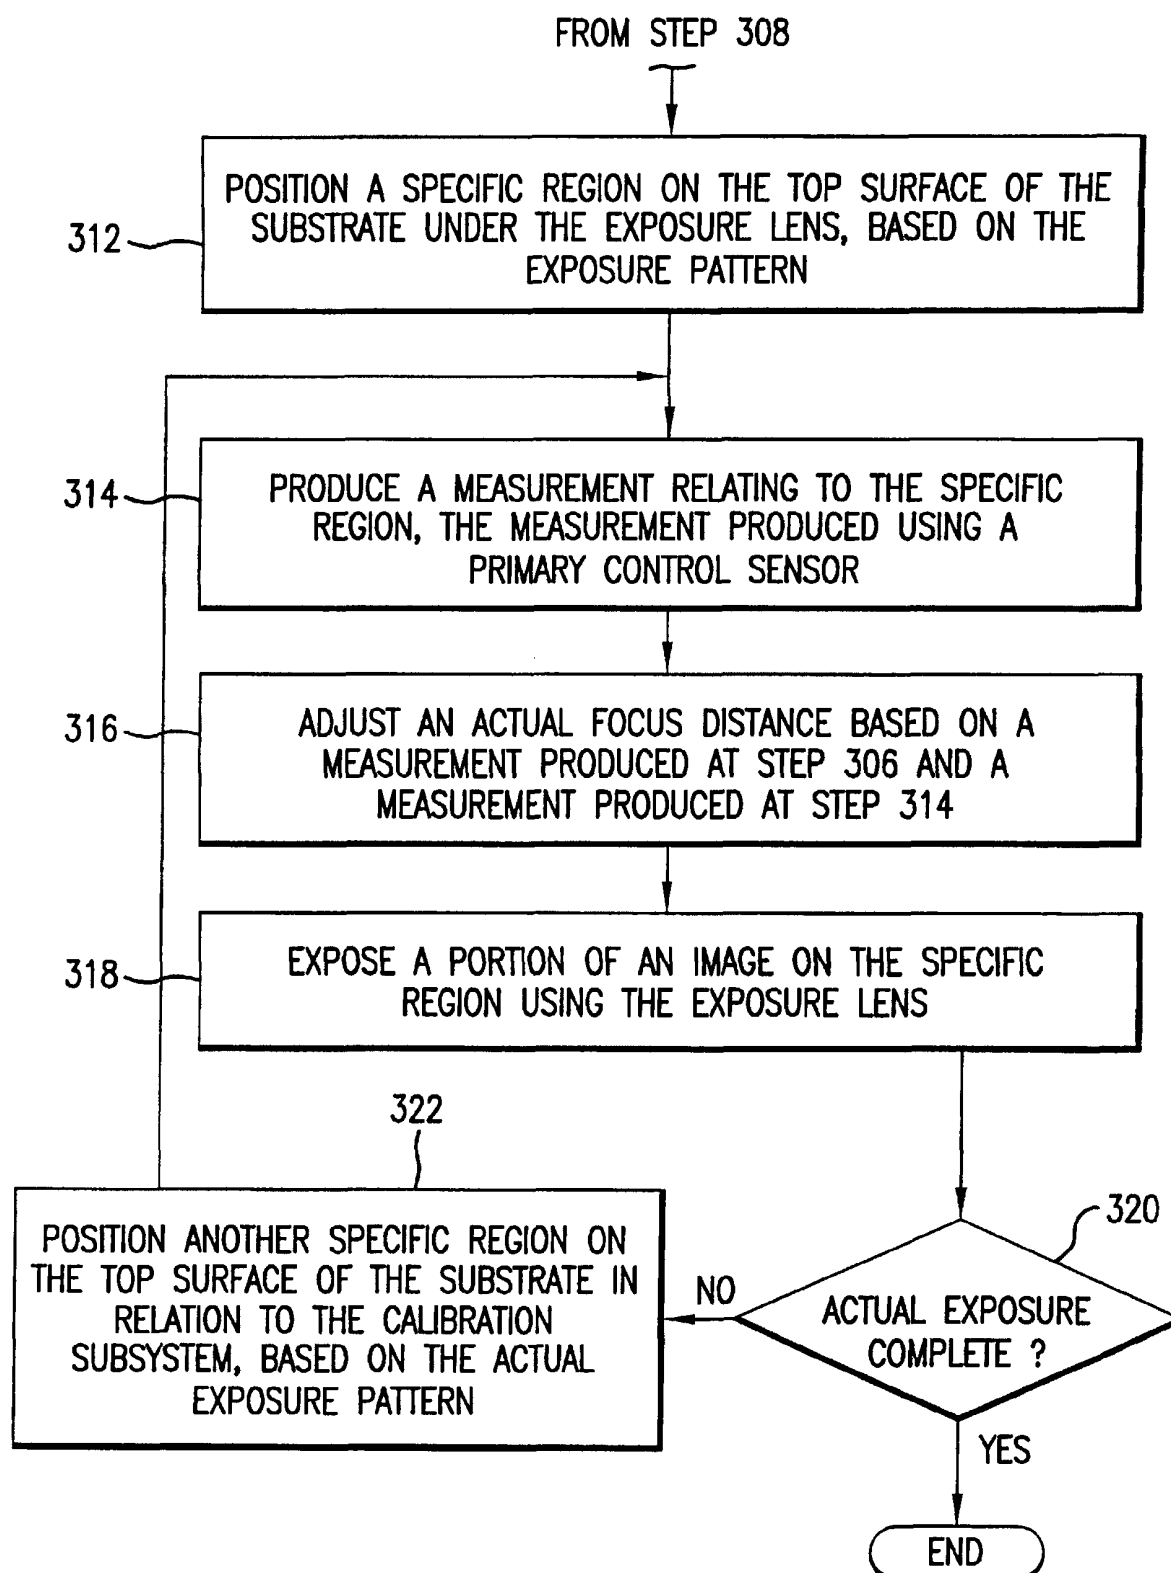 FROM STEP 308
POSITION A SPECIFIC REGION ON THE TOP SURFACE OF THE
SUBSTRATE UNDER THE EXPOSURE LENS, BASED ON THE
EXPOSURE PATTERN
312
314
PRODUCE A MEASUREMENT RELATING TO THE SPECIFIC
REGION, THE MEASUREMENT PRODUCED USING A
PRIMARY CONTROL SENSOR
316
ADJUST AN ACTUAL FOCUS DISTANCE BASED ON A
MEASUREMENT PRODUCED AT STEP 306 AND A
MEASUREMENT PRODUCED AT STEP 314
318
EXPOSE A PORTION OF AN IMAGE ON THE SPECIFIC
REGION USING THE EXPOSURE LENS
322
320
POSITION ANOTHER SPECIFIC REGION ON
THE TOP SURFACE OF THE SUBSTRATE IN
RELATION TO THE CALIBRATION
SUBSYSTEM, BASED ON THE ACTUAL
EXPOSURE PATTERN
NO
ACTUAL EXPOSURE
COMPLETE ?
YES
END